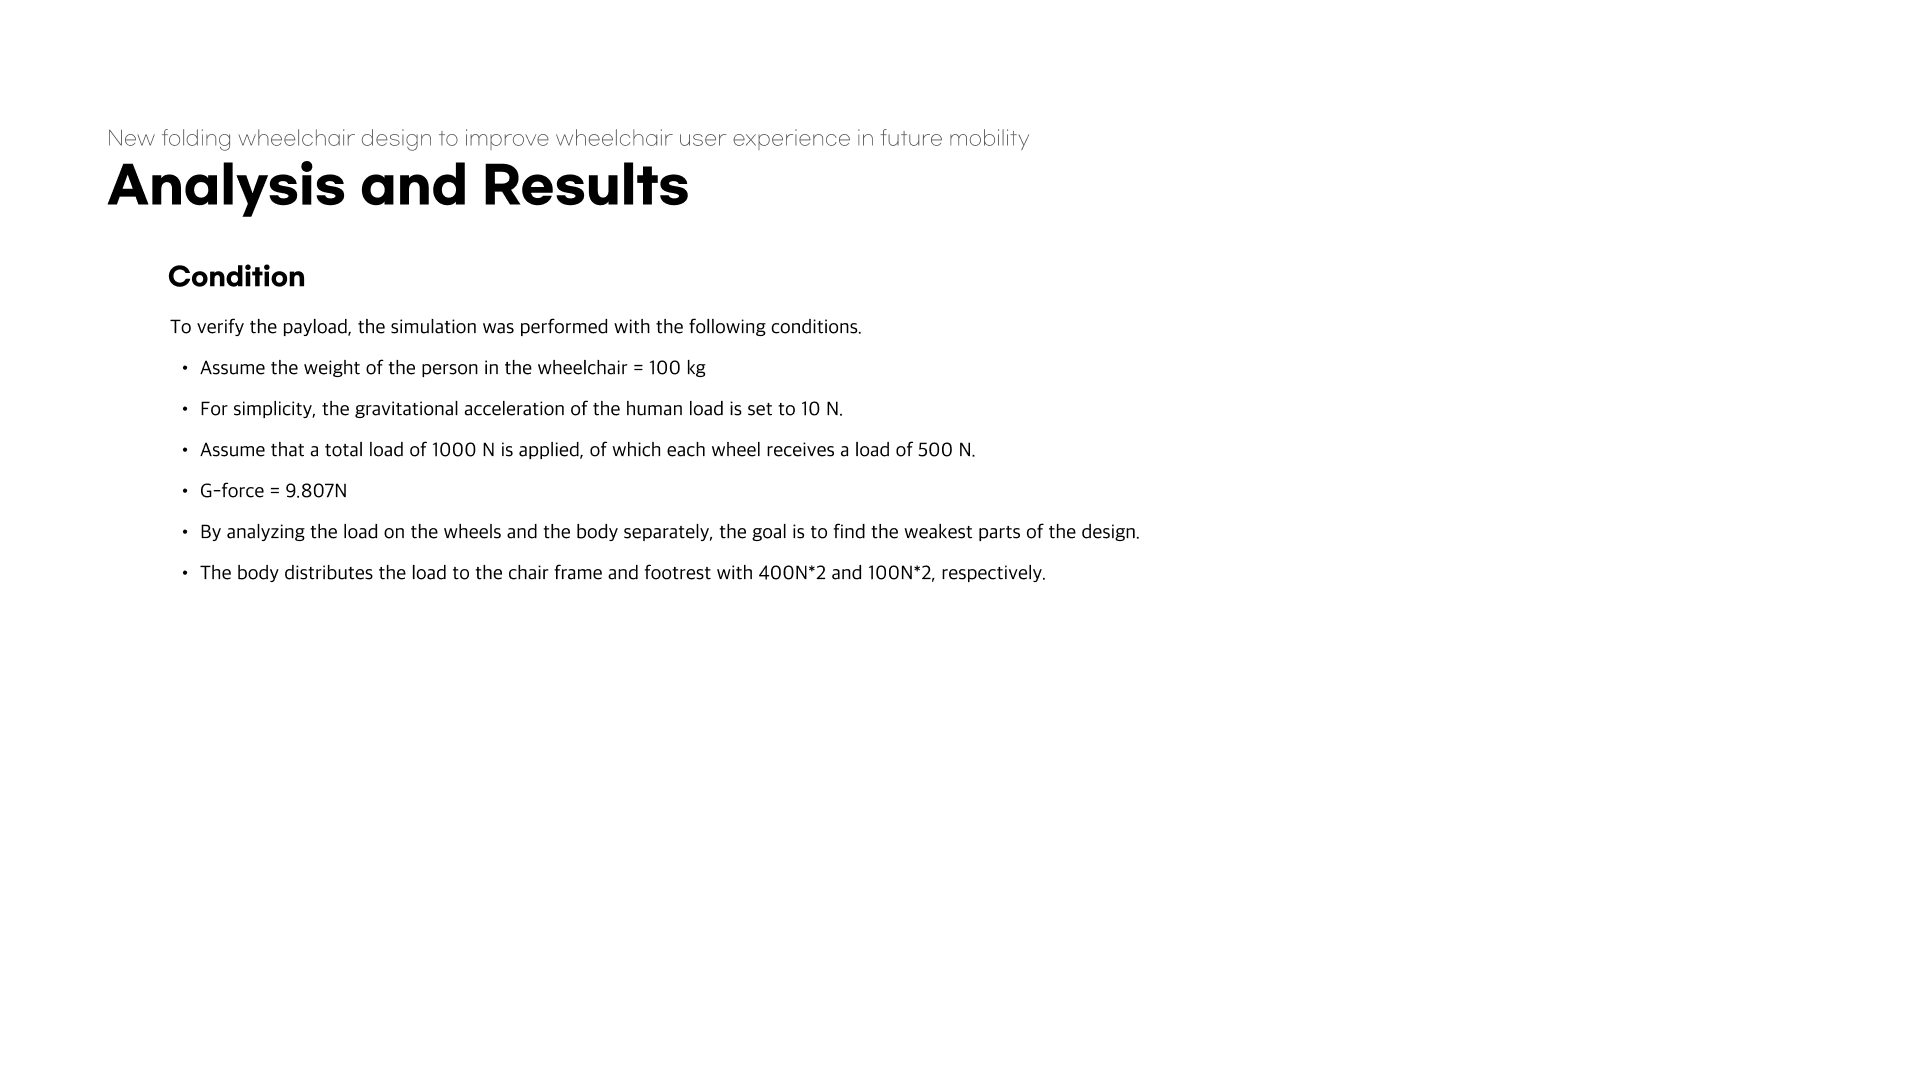 New folding wheelchair design to improve wheelchair user experience in future mobility
Analysis and Results
Condition
To verify the payload, the simulation was performed with the following conditions.
• Assume the weight of the person in the wheelchair = 100 kg
• For simplicity, the gravitational acceleration of the human load is set to 10 N.
• Assume that a total load of 1000 N is applied, of which each wheel receives a load of 500 N.
• G-force = 9.807N
• By analyzing the load on the wheels and the body separately, the goal is to find the weakest parts of the design.
• The body distributes the load to the chair frame and footrest with 400N*2 and 100N*2, respectively.